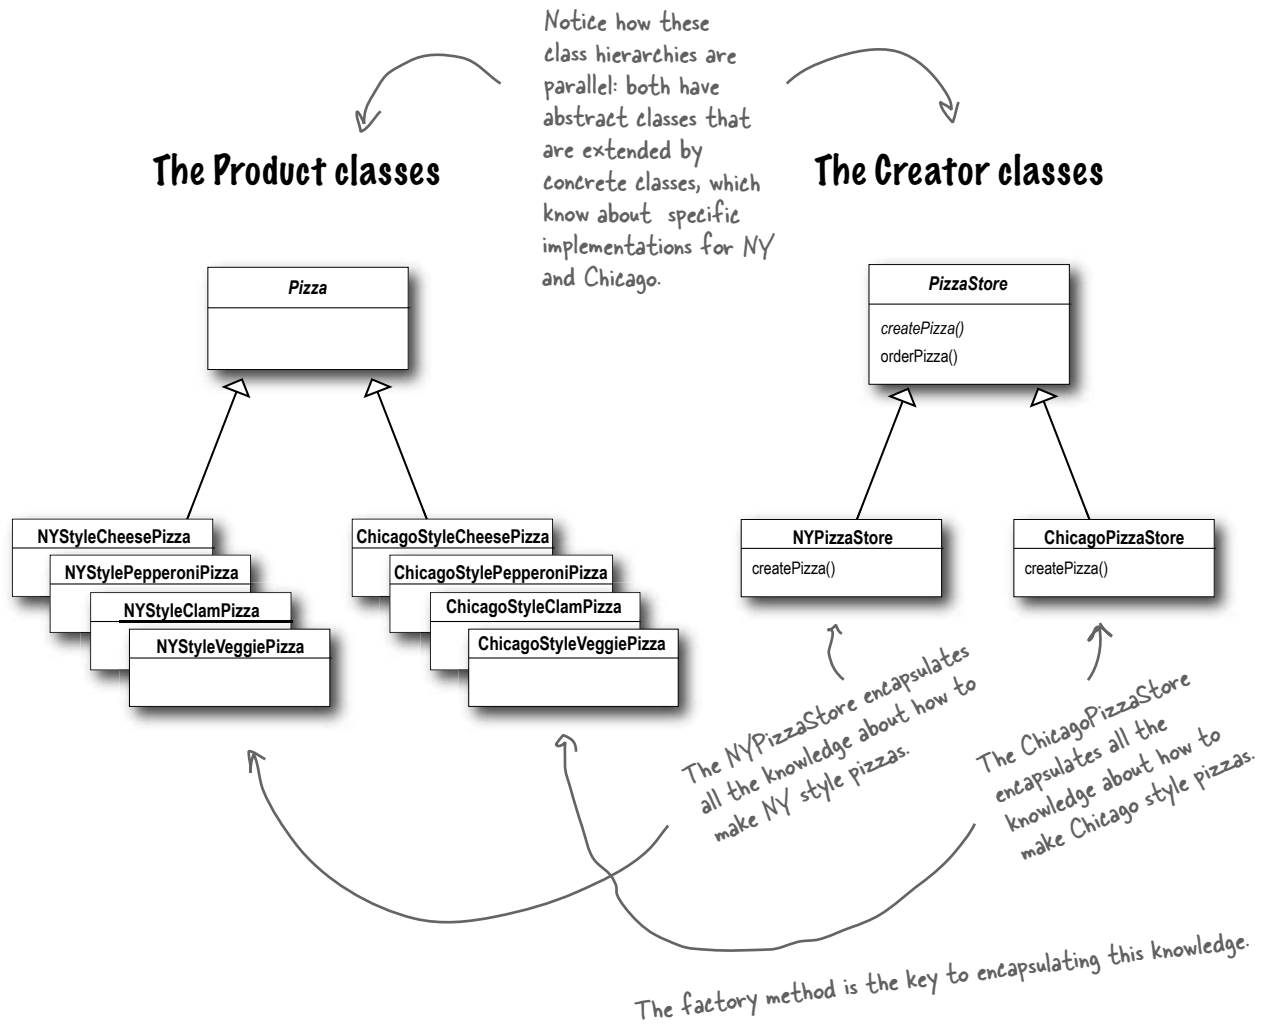 Notice how these
class hierarchies are
parallel: both have
abstract classes that
are extended by
concrete classes, which
know about specific
implementations for NY
and Chicago.
The Product classes
The Creator classes
Pizza
PizzaStore
createPizza()
orderPizza()
NYStyleCheesePizza
NYStylePepperoniPizza
NYStyleClamPizza
NYStyleVeggiePizza
ChicagoStyleCheesePizza
ChicagoStylePepperoniPizza
ChicagoStyleClamPizza
ChicagoStyleVeggiePizza
NYPizzaStore
createPizza()
ChicagoPizzaStore
createPizza()
The NYPizzaStore encapsulates
all the knowledge about how to
make NY style pizzas.
The ChicagoPizzaStore
encapsulates all the
knowledge about how to
make Chicago style pizzas.
The factory method is the key to encapsulating this knowledge.